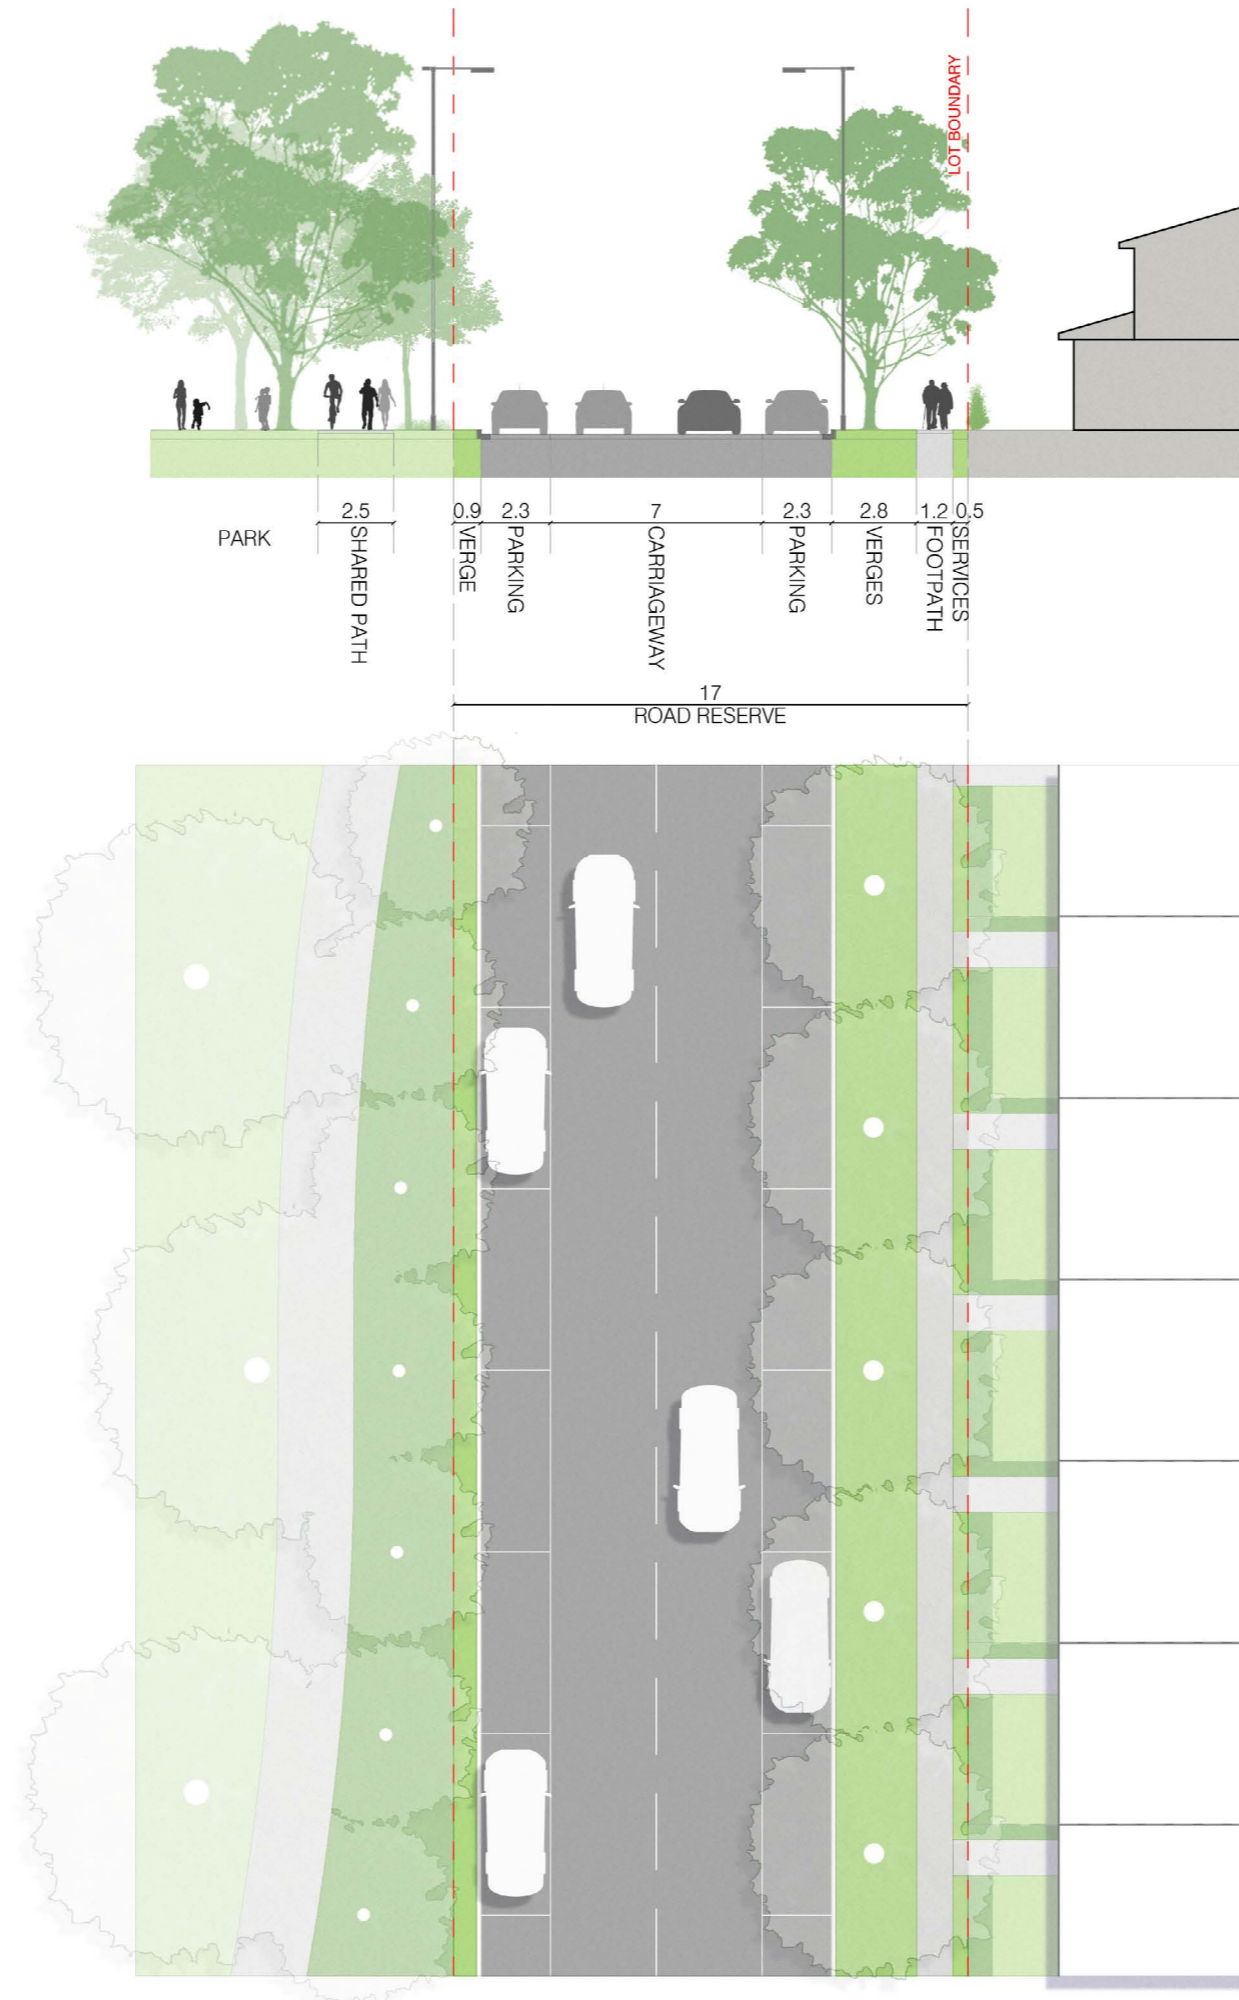 LOT BOUNDARY
2.5
0.9
2.3
7
2.3
2.8
1.2
0.5
PARK
SHARED PATH
VERGE
PARKING
CARRIAGEWAY
PARKING
VERGES
FOOTPATH
SERVICES
17
ROAD RESERVE